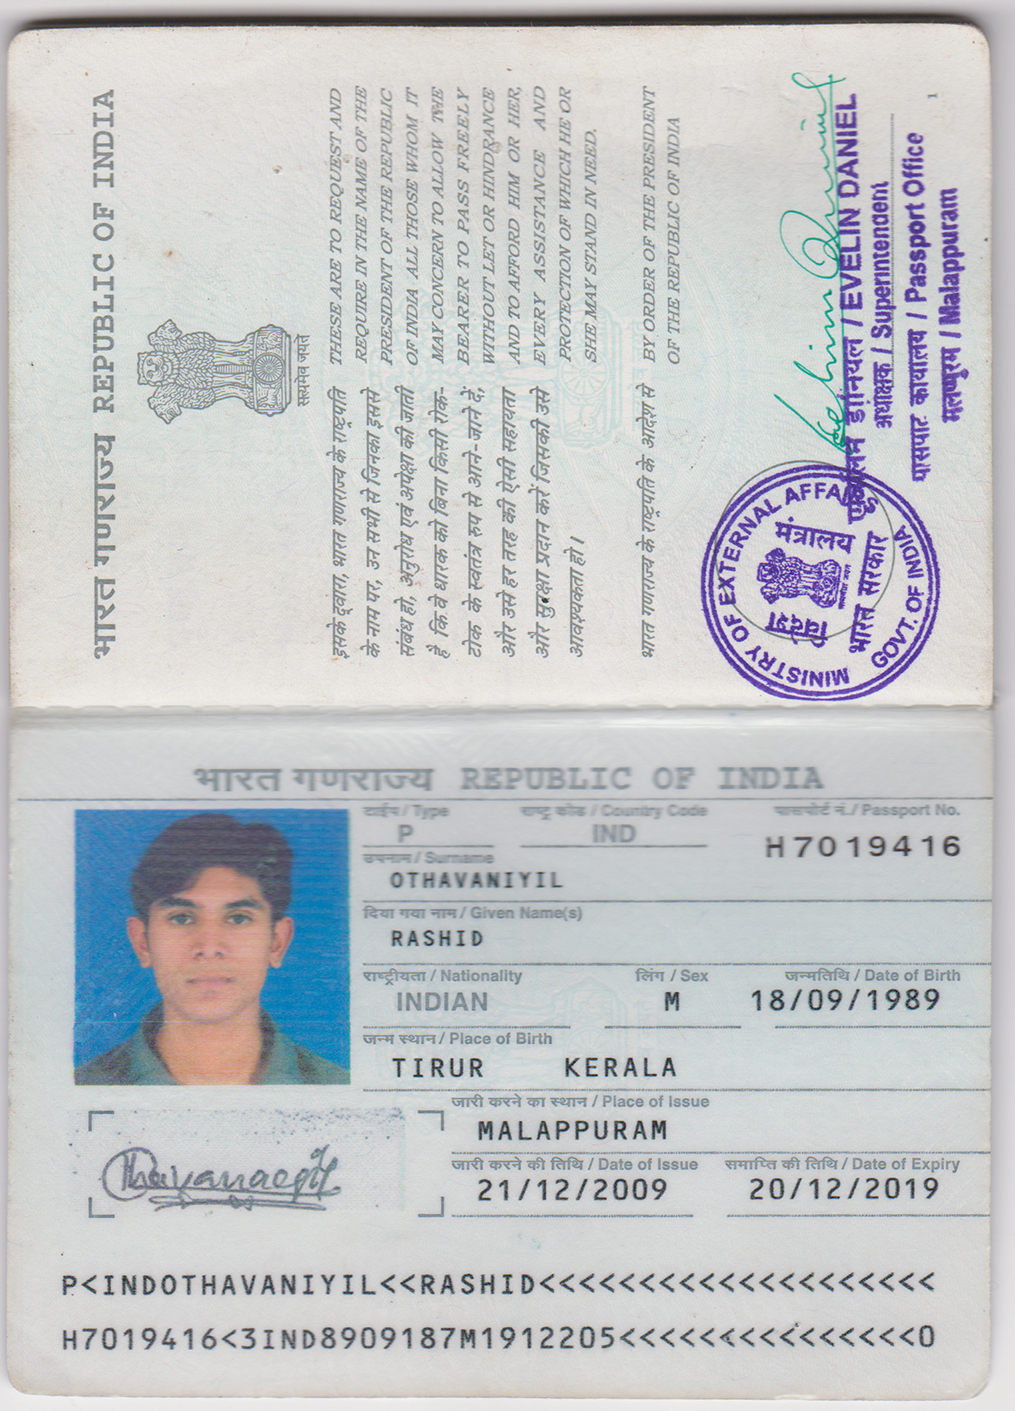 भारत गणराज्य REPUBLIC OF INDIA
सत्यमेव जयते
इसके द्वारा, भारत गणराज्य के राष्ट्रपति
के नाम पर, उन सभी से जिनका इससे
संबंध हो, अनुरोध एवं अपेक्षा की जाती
है कि वे धारक को बिना किसी रोक-
टोक के स्वतंत्र रूप से आने-जाने दें,
और उसे हर तरह की ऐसी सहायता
और सुरक्षा प्रदान करें जिसकी उसे
आवश्यकता हो।
THESE ARE TO REQUEST AND
REQUIRE IN THE NAME OF THE
PRESIDENT OF THE REPUBLIC
OF INDIA ALL THOSE WHOM IT
MAY CONCERN TO ALLOW THE
BEARER TO PASS FREELY
WITHOUT LET OR HINDRANCE
AND TO AFFORD HIM OR HER,
EVERY ASSISTANCE AND
PROTECTION OF WHICH HE OR
SHE MAY STAND IN NEED.
भारत गणराज्य के राष्ट्रपति के आदेश से
BY ORDER OF THE PRESIDENT
OF THE REPUBLIC OF INDIA
MINISTRY OF EXTERNAL AFFAIRS
विदेश मंत्रालय
भारत सरकार
GOVT. OF INDIA
एवलिन डानियल / EVELIN DANIEL
अधीक्षक / Superintendent
पासपोर्ट कार्यालय / Passport Office
मलप्पुरम / Malappuram
1
भारत गणराज्य REPUBLIC OF INDIA
टाईप / Type राष्ट्र कोड / Country Code पासपोर्ट नं. / Passport No.
P IND H7019416
उपनाम / Surname
OTHAVANIYIL
दिया गया नाम / Given Name(s)
RASHID
राष्ट्रीयता / Nationality लिंग / Sex जन्मतिथि / Date of Birth
INDIAN M 18/09/1989
जन्म स्थान / Place of Birth
TIRUR KERALA
जारी करने का स्थान / Place of Issue
MALAPPURAM
जारी करने की तिथि / Date of Issue समाप्ति की तिथि / Date of Expiry
21/12/2009 20/12/2019
P<INDOTHAVANIYIL<<RASHID<<<<<<<<<<<<<<<<<<<<
H7019416<3IND8909187M1912205<<<<<<<<<<<<<<<0